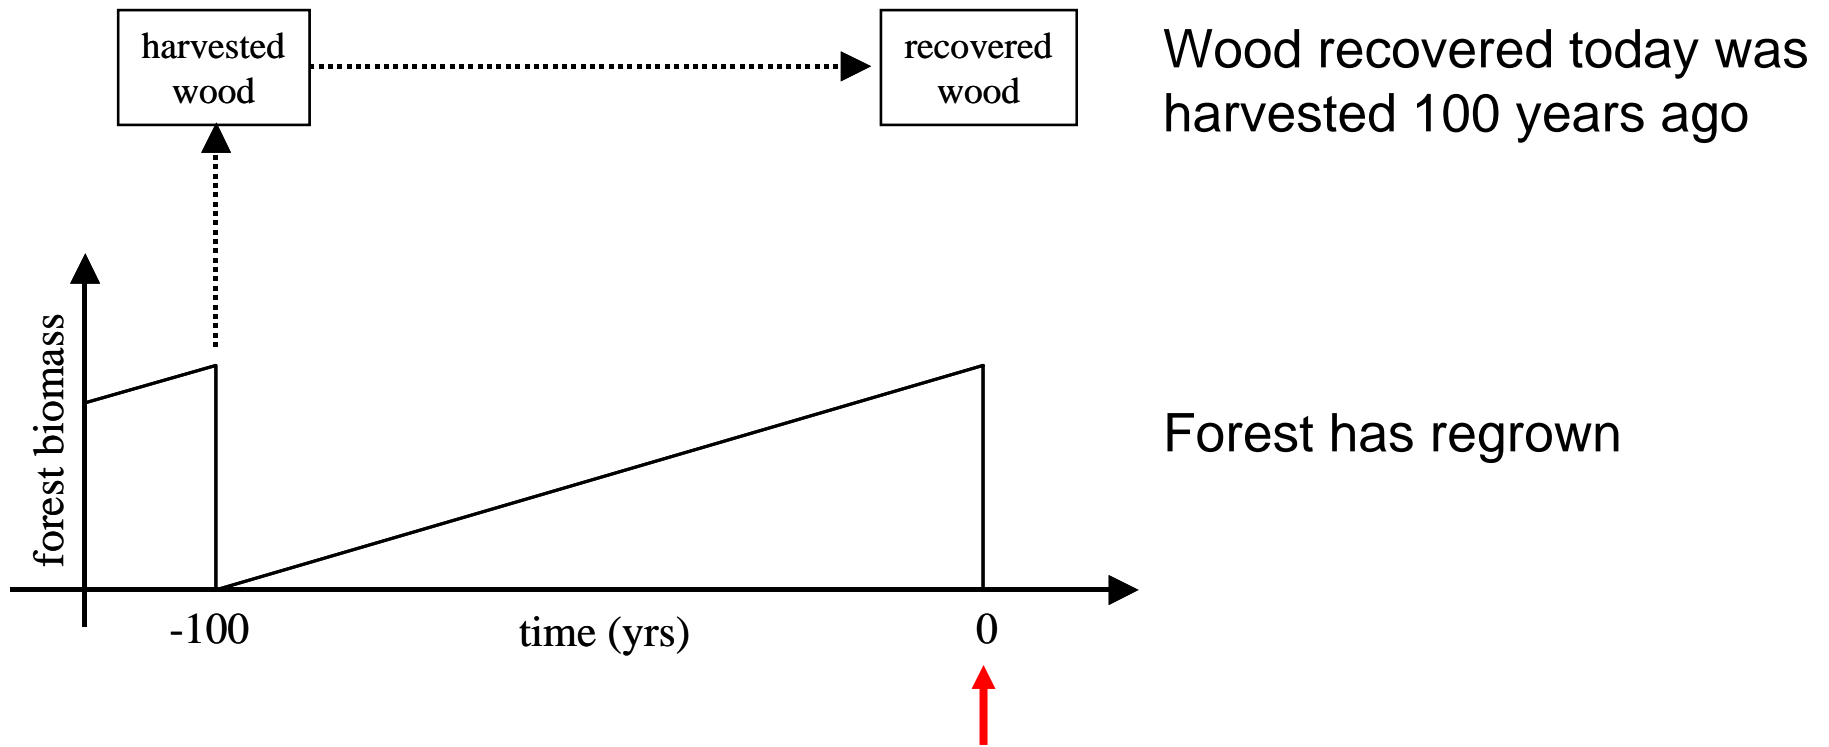 harvested
wood
recovered
wood
Wood recovered today was
harvested 100 years ago
forest biomass
Forest has regrown
-100
time (yrs)
0